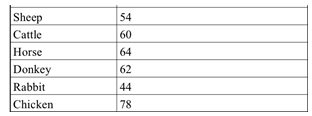 Sheep 54
Cattle 60
Horse 64
Donkey 62
Rabbit 44
Chicken 78